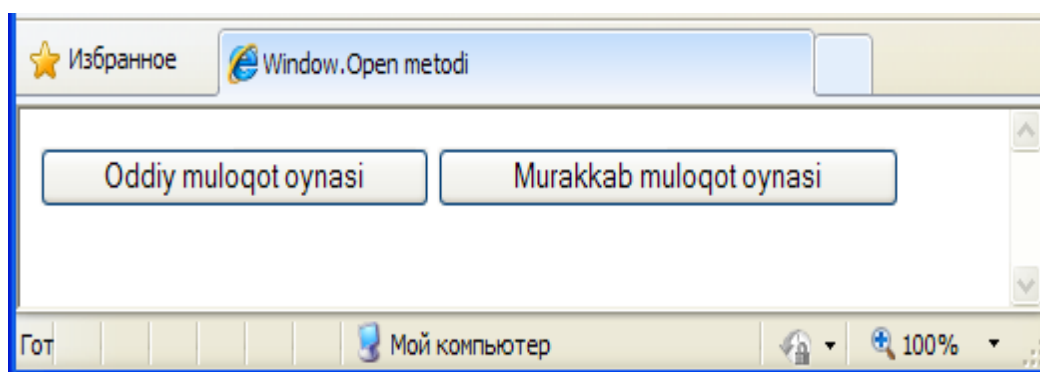 Избранное Window.Open metodi
Oddiy muloqot oynasi Murakkab muloqot oynasi
Гот Мой компьютер 100%